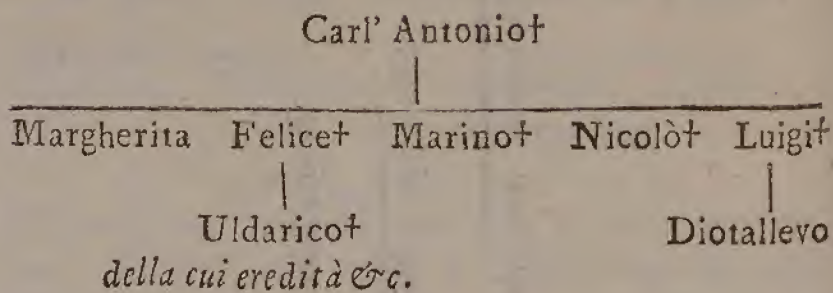 Carl' Antonio†
Margherita Felice† Marino† Nicolò† Luigi†
Uldarico† Diotallevo
della cui eredità &c.